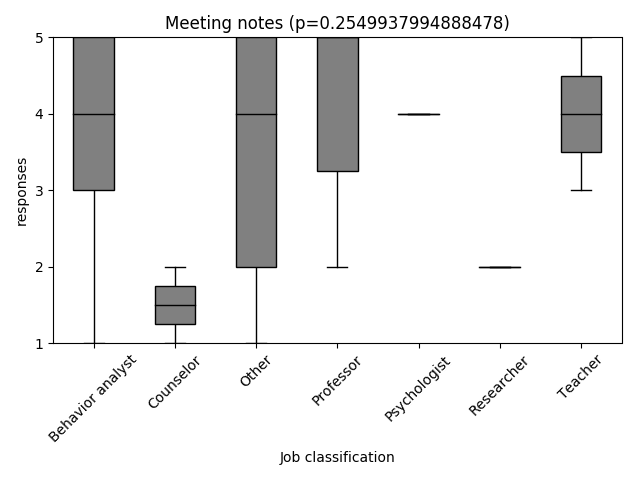 Meeting notes (p=0.2549937994888478)
responses
5
4
3
2
1
Behavior analyst
Counselor
Other
Professor
Psychologist
Researcher
Teacher
Job classification